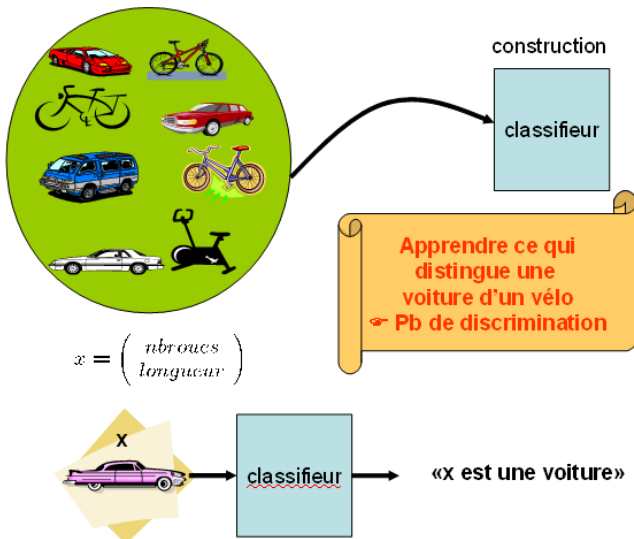 construction
classifieur
Apprendre ce qui
distingue une
voiture d'un vélo
☞ Pb de discrimination
x = ( nbroues
longueur )
x
classifieur
«x est une voiture»